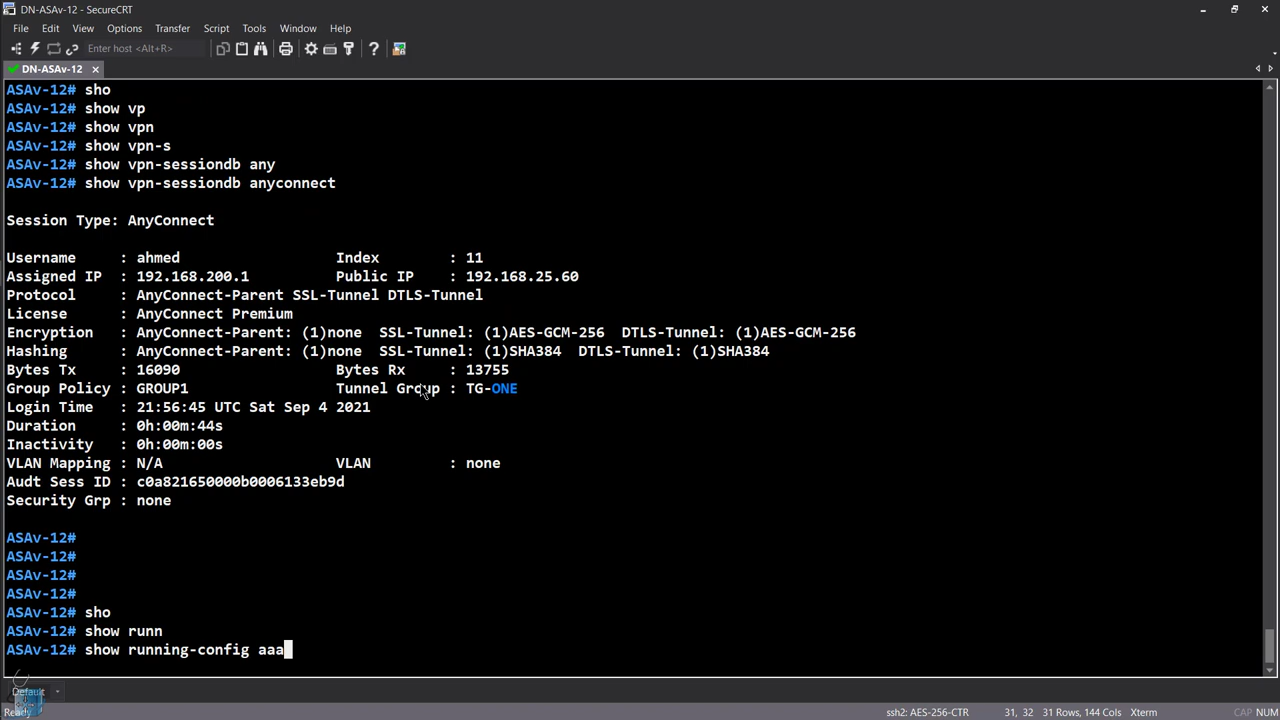 DN-ASAv-12 - SecureCRT
File Edit View Options Transfer Script Tools Window Help
Enter host <Alt+R>
DN-ASAv-12
ASAv-12# sho
ASAv-12# show vp
ASAv-12# show vpn
ASAv-12# show vpn-s
ASAv-12# show vpn-sessiondb any
ASAv-12# show vpn-sessiondb anyconnect
Session Type: AnyConnect
Username : ahmed Index : 11
Assigned IP : 192.168.200.1 Public IP : 192.168.25.60
Protocol : AnyConnect-Parent SSL-Tunnel DTLS-Tunnel
License : AnyConnect Premium
Encryption : AnyConnect-Parent: (1)none SSL-Tunnel: (1)AES-GCM-256 DTLS-Tunnel: (1)AES-GCM-256
Hashing : AnyConnect-Parent: (1)none SSL-Tunnel: (1)SHA384 DTLS-Tunnel: (1)SHA384
Bytes Tx : 16090 Bytes Rx : 13755
Group Policy : GROUP1 Tunnel Group : TG-ONE
Login Time : 21:56:45 UTC Sat Sep 4 2021
Duration : 0h:00m:44s
Inactivity : 0h:00m:00s
VLAN Mapping : N/A VLAN : none
Audt Sess ID : c0a821650000b0006133eb9d
Security Grp : none
ASAv-12#
ASAv-12#
ASAv-12#
ASAv-12#
ASAv-12# sho
ASAv-12# show runn
ASAv-12# show running-config aaa
Default
Ready ssh2: AES-256-CTR 31, 32 31 Rows, 144 Cols Xterm CAP NUM